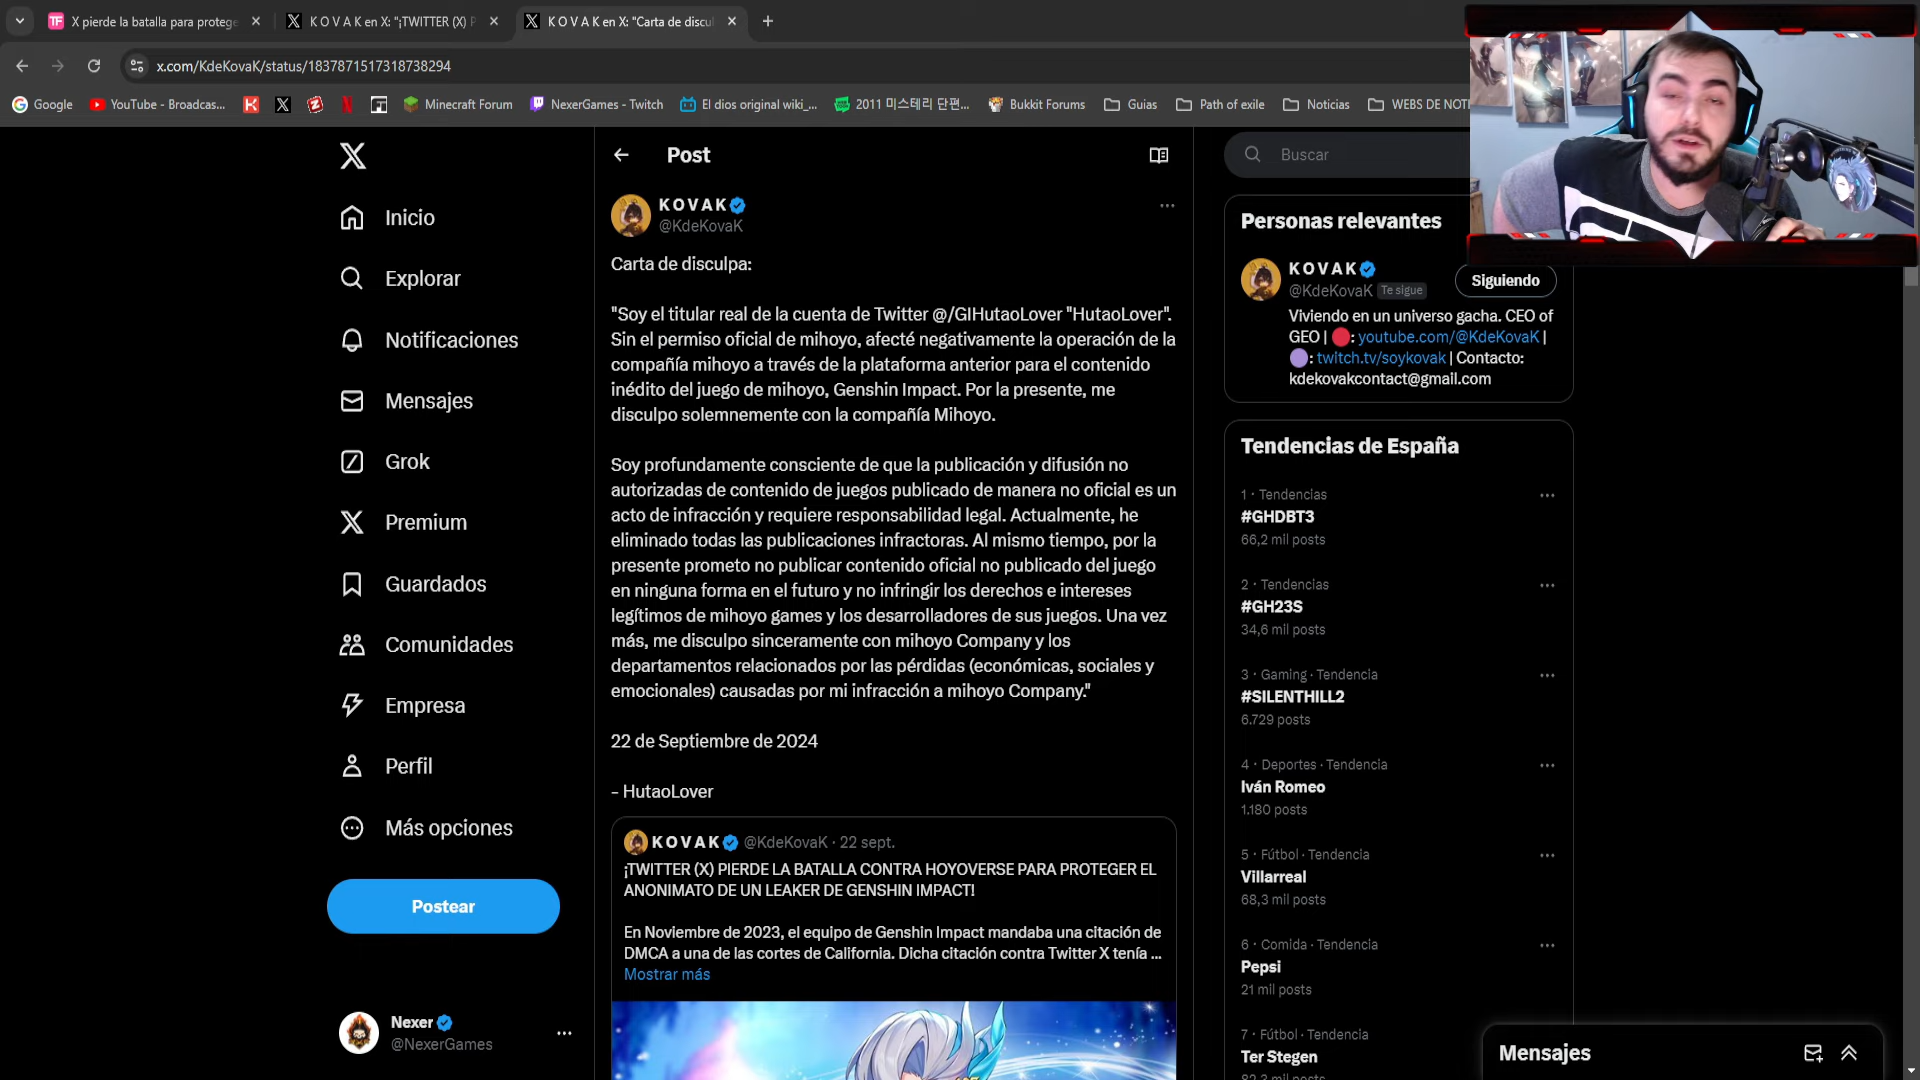 X pierde la batalla para protege
K O V A K en X: "¡TWITTER (X) P
K O V A K en X: "Carta de discul
x.com/KdeKovaK/status/1837871517318738294
Google
YouTube - Broadcas...
Minecraft Forum
NexerGames - Twitch
El dios original wiki_...
2011 미스테리 단편...
Bukkit Forums
Guias
Path of exile
Noticias
WEBS DE NOTI
Inicio
Explorar
Notificaciones
Mensajes
Grok
Premium
Guardados
Comunidades
Empresa
Perfil
Más opciones
Postear
Nexer
@NexerGames
Post
K O V A K
@KdeKovaK
Carta de disculpa:
"Soy el titular real de la cuenta de Twitter @/GIHutaoLover "HutaoLover".
Sin el permiso oficial de mihoyo, afecté negativamente la operación de la
compañía mihoyo a través de la plataforma anterior para el contenido
inédito del juego de mihoyo, Genshin Impact. Por la presente, me
disculpo solemnemente con la compañía Mihoyo.
Soy profundamente consciente de que la publicación y difusión no
autorizadas de contenido de juegos publicado de manera no oficial es un
acto de infracción y requiere responsabilidad legal. Actualmente, he
eliminado todas las publicaciones infractoras. Al mismo tiempo, por la
presente prometo no publicar contenido oficial no publicado del juego
en ninguna forma en el futuro y no infringir los derechos e intereses
legítimos de mihoyo games y los desarrolladores de sus juegos. Una vez
más, me disculpo sinceramente con mihoyo Company y los
departamentos relacionados por las pérdidas (económicas, sociales y
emocionales) causadas por mi infracción a mihoyo Company."
22 de Septiembre de 2024
- HutaoLover
K O V A K @KdeKovaK · 22 sept.
¡TWITTER (X) PIERDE LA BATALLA CONTRA HOYOVERSE PARA PROTEGER EL
ANONIMATO DE UN LEAKER DE GENSHIN IMPACT!
En Noviembre de 2023, el equipo de Genshin Impact mandaba una citación de
DMCA a una de las cortes de California. Dicha citación contra Twitter X tenía ...
Mostrar más
Buscar
Personas relevantes
K O V A K
@KdeKovaK Te sigue
Siguiendo
Viviendo en un universo gacha. CEO of
GEO | : youtube.com/@KdeKovaK |
: twitch.tv/soykovak | Contacto:
kdekovakcontact@gmail.com
Tendencias de España
1 · Tendencias
#GHDBT3
66,2 mil posts
2 · Tendencias
#GH23S
34,6 mil posts
3 · Gaming · Tendencia
#SILENTHILL2
6.729 posts
4 · Deportes · Tendencia
Iván Romeo
1.180 posts
5 · Fútbol · Tendencia
Villarreal
68,3 mil posts
6 · Comida · Tendencia
Pepsi
21 mil posts
7 · Fútbol · Tendencia
Ter Stegen
82,3 mil posts
Mensajes